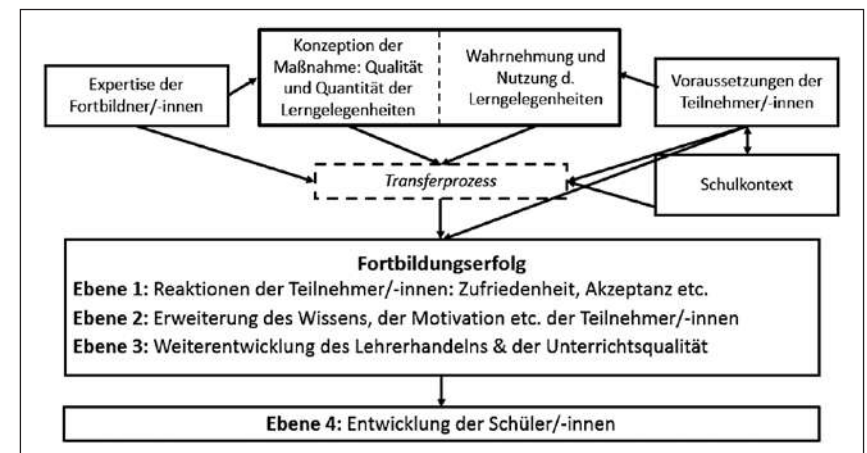 Konzeption der
Maßnahme: Qualität
und Quantität der
Lerngelegenheiten
Wahrnehmung und
Nutzung d.
Lerngelegenheiten
Expertise der
Fortbildner/-innen
Voraussetzungen der
Teilnehmer/-innen
Transferprozess
Schulkontext
Fortbildungserfolg
Ebene 1: Reaktionen der Teilnehmer/-innen: Zufriedenheit, Akzeptanz etc.
Ebene 2: Erweiterung des Wissens, der Motivation etc. der Teilnehmer/-innen
Ebene 3: Weiterentwicklung des Lehrerhandelns & der Unterrichtsqualität
Ebene 4: Entwicklung der Schüler/-innen